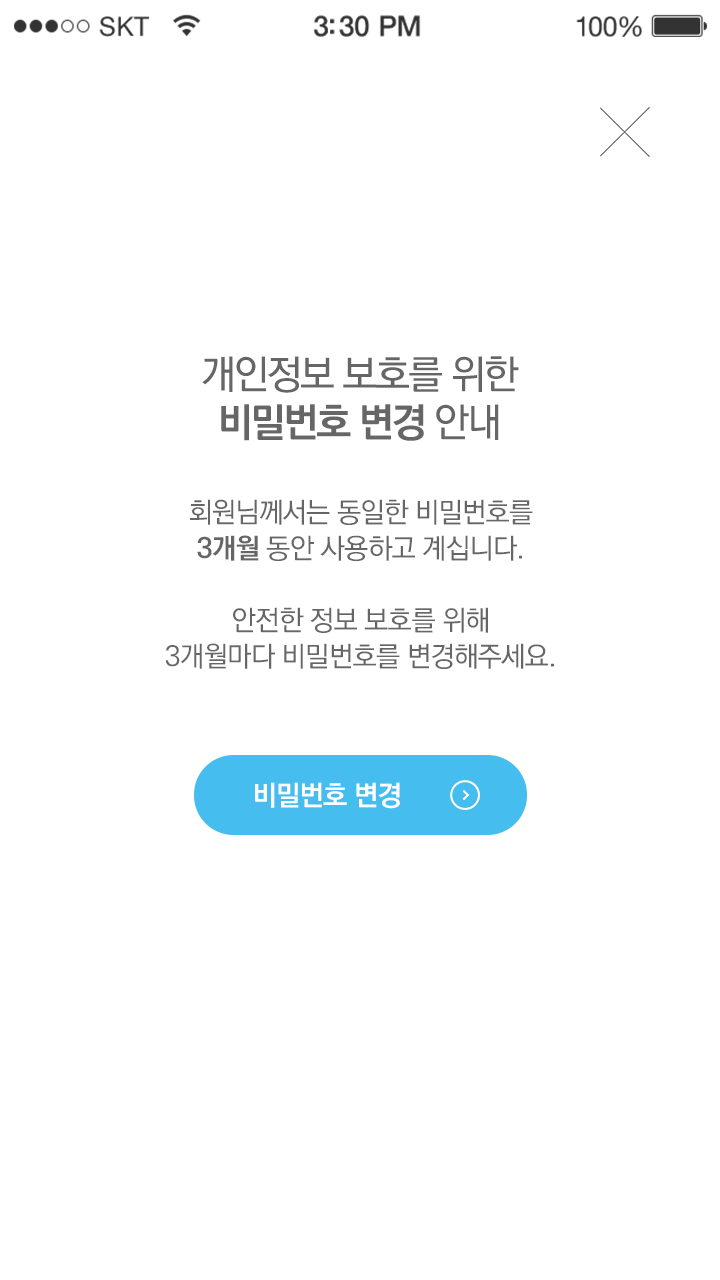 SKT 3:30 PM 100%
개인정보 보호를 위한
비밀번호 변경 안내
회원님께서는 동일한 비밀번호를
3개월 동안 사용하고 계십니다.
안전한 정보 보호를 위해
3개월마다 비밀번호를 변경해주세요.
비밀번호 변경